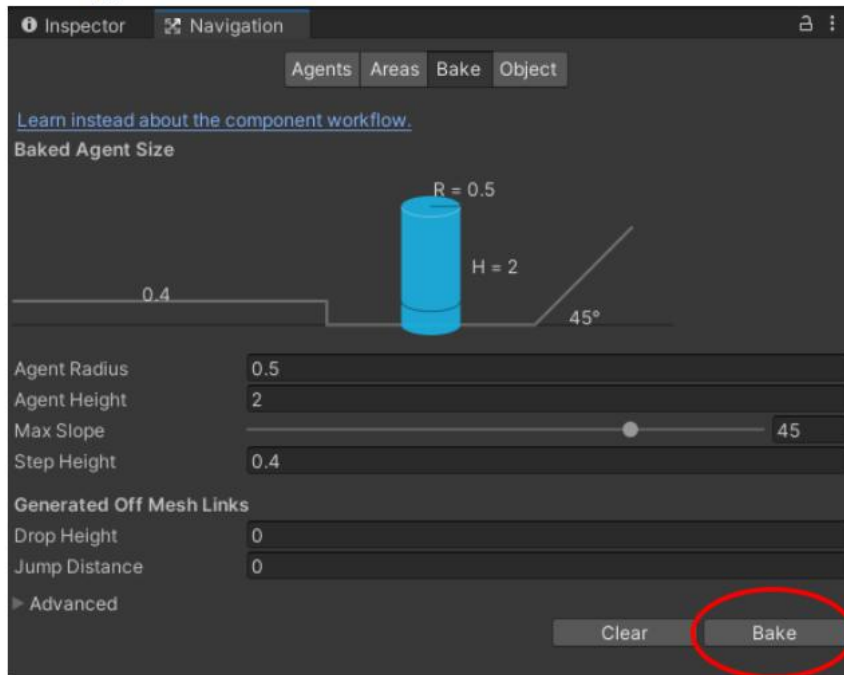 Inspector Navigation
Agents Areas Bake Object
Learn instead about the component workflow.
Baked Agent Size
R = 0.5
H = 2
0.4
45°
Agent Radius 0.5
Agent Height 2
Max Slope 45
Step Height 0.4
Generated Off Mesh Links
Drop Height 0
Jump Distance 0
Advanced
Clear Bake